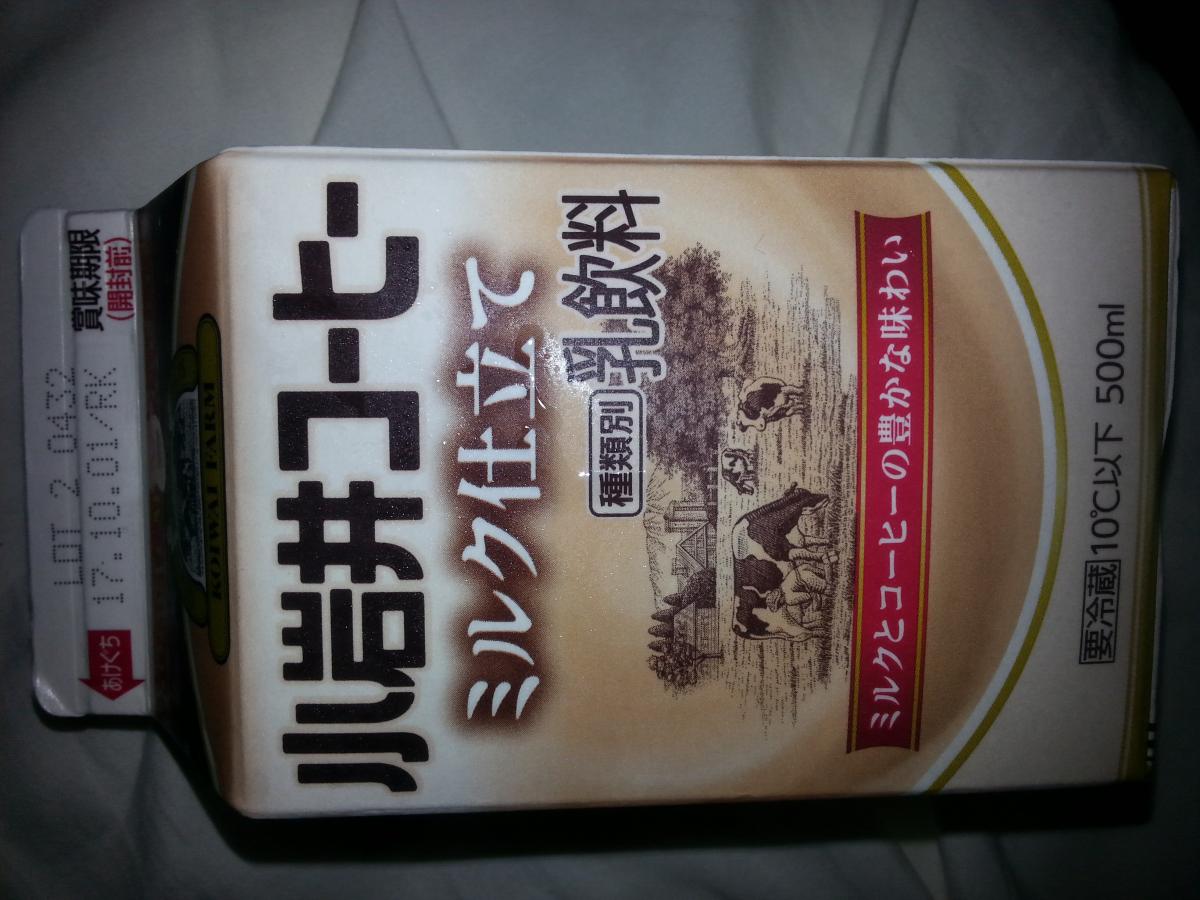 賞味期限
(開封前)
LOT 2 0432
17.10.01/RK
あけぐち
KOIWAI FARM
小岩井コーヒー
ミルク仕立て
種類別 乳飲料
ミルクとコーヒーの豊かな味わい
要冷蔵 10℃以下 500ml